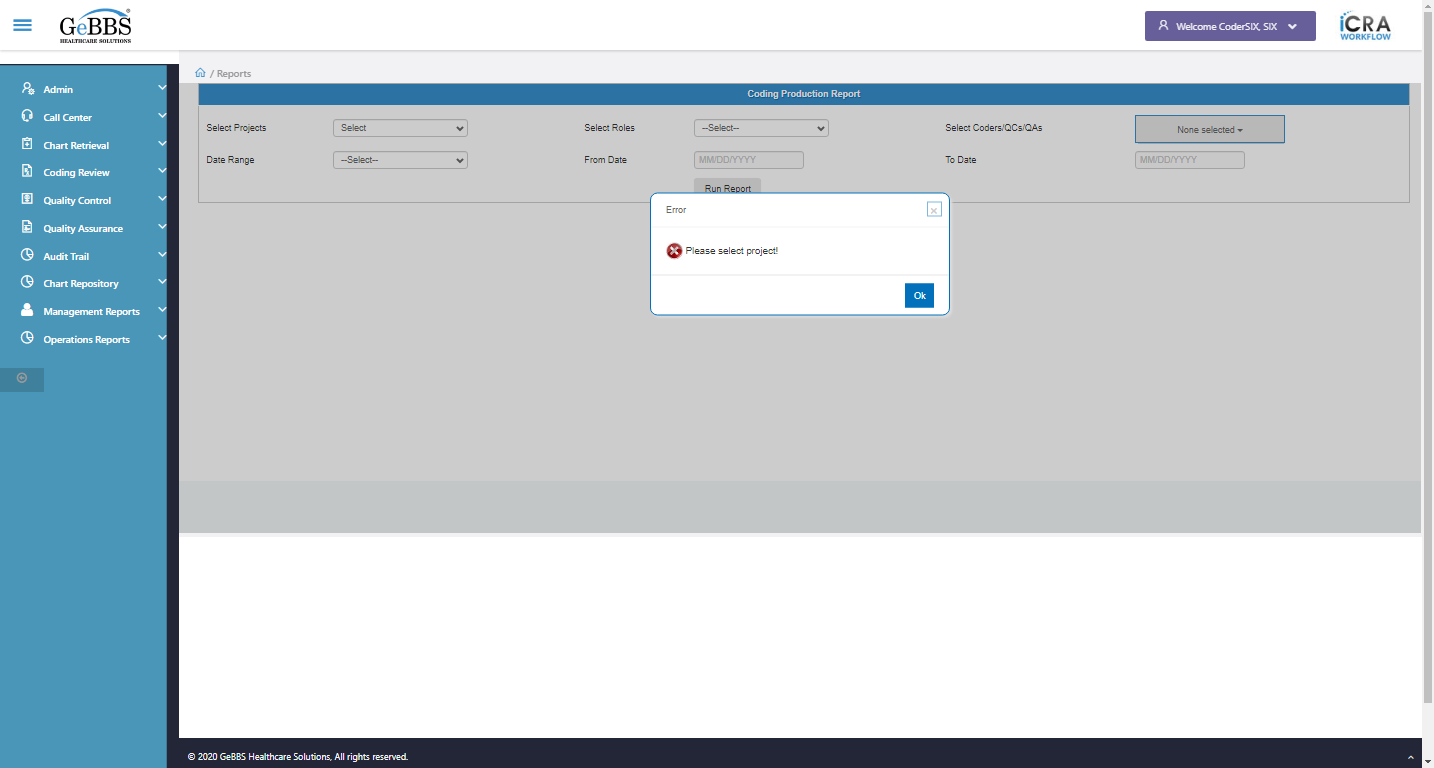 GeBBS®
HEALTHCARE SOLUTIONS
Welcome CoderSIX, SIX
iCRA
WORKFLOW
/ Reports
Admin
Call Center
Chart Retrieval
Coding Review
Quality Control
Quality Assurance
Audit Trail
Chart Repository
Management Reports
Operations Reports
Coding Production Report
Select Projects Select Select Roles --Select-- Select Coders/QCs/QAs None selected
Date Range --Select-- From Date MM/DD/YYYY To Date MM/DD/YYYY
Run Report
Error
Please select project!
Ok
© 2020 GeBBS Healthcare Solutions, All rights reserved.